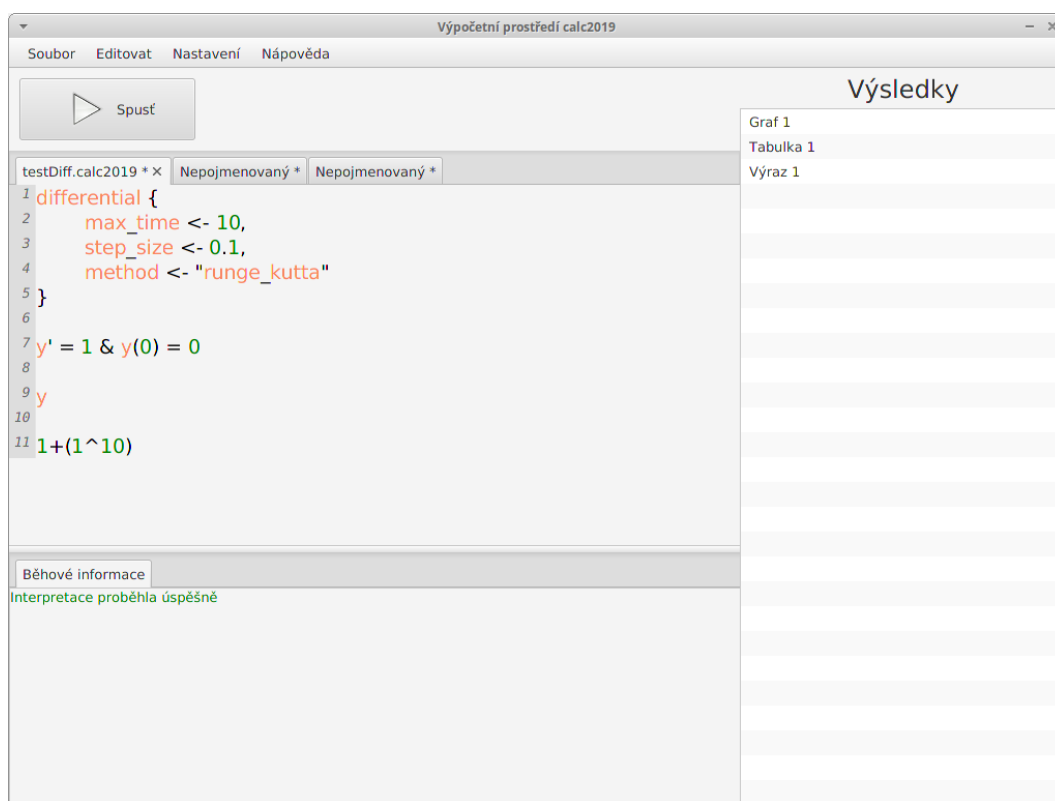 Výpočetní prostředí calc2019
Soubor Editovat Nastavení Nápověda
Spusť
testDiff.calc2019 * Nepojmenovaný * Nepojmenovaný *
1 differential {
2 max_time <- 10,
3 step_size <- 0.1,
4 method <- "runge_kutta"
5 }
6
7 y' = 1 & y(0) = 0
8
9 y
10
11 1+(1^10)
Běhové informace
Interpretace proběhla úspěšně
Výsledky
Graf 1
Tabulka 1
Výraz 1